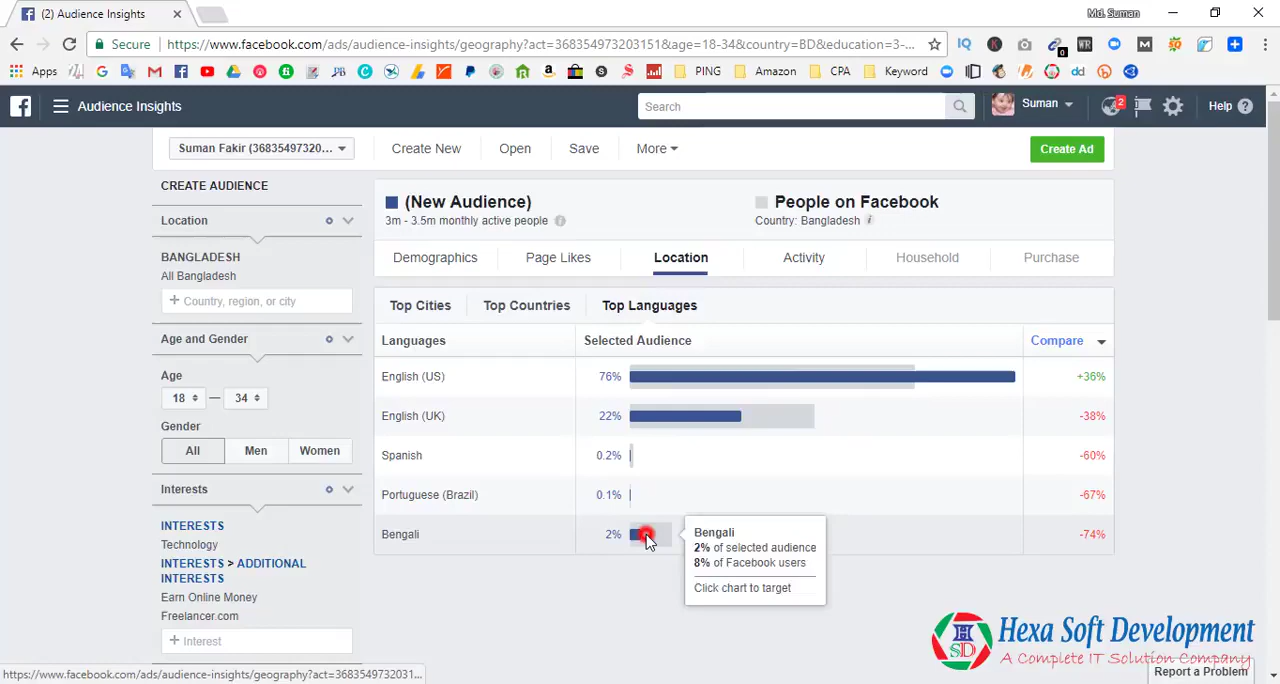 (2) Audience Insights
Md. Suman
Secure https://www.facebook.com/ads/audience-insights/geography?act=368354973203151&age=18-34&country=BD&education=3-...
Apps PING Amazon CPA Keyword
Audience Insights Search Suman 2 Help
Suman Fakir (36835497320... Create New Open Save More Create Ad
CREATE AUDIENCE
(New Audience) People on Facebook
3m - 3.5m monthly active people Country: Bangladesh
Location
BANGLADESH
All Bangladesh
+ Country, region, or city
Age and Gender
Age
18 — 34
Gender
All Men Women
Interests
INTERESTS
Technology
INTERESTS > ADDITIONAL
INTERESTS
Earn Online Money
Freelancer.com
+ Interest
Demographics Page Likes Location Activity Household Purchase
Top Cities Top Countries Top Languages
Languages Selected Audience Compare
English (US) 76% +36%
English (UK) 22% -38%
Spanish 0.2% -60%
Portuguese (Brazil) 0.1% -67%
Bengali 2% -74%
Bengali
2% of selected audience
8% of Facebook users
Click chart to target
Hexa Soft Development
A Complete IT Solution Company
HSD
Report a Problem
https://www.facebook.com/ads/audience-insights/geography?act=3683549732031...